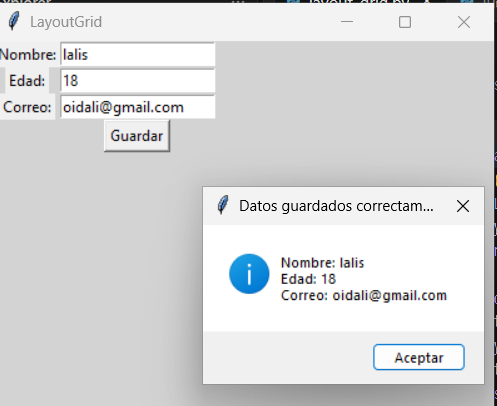 LayoutGrid
Nombre: lalis
Edad: 18
Correo: oidali@gmail.com
Guardar
Datos guardados correctam...
Nombre: lalis
Edad: 18
Correo: oidali@gmail.com
Aceptar